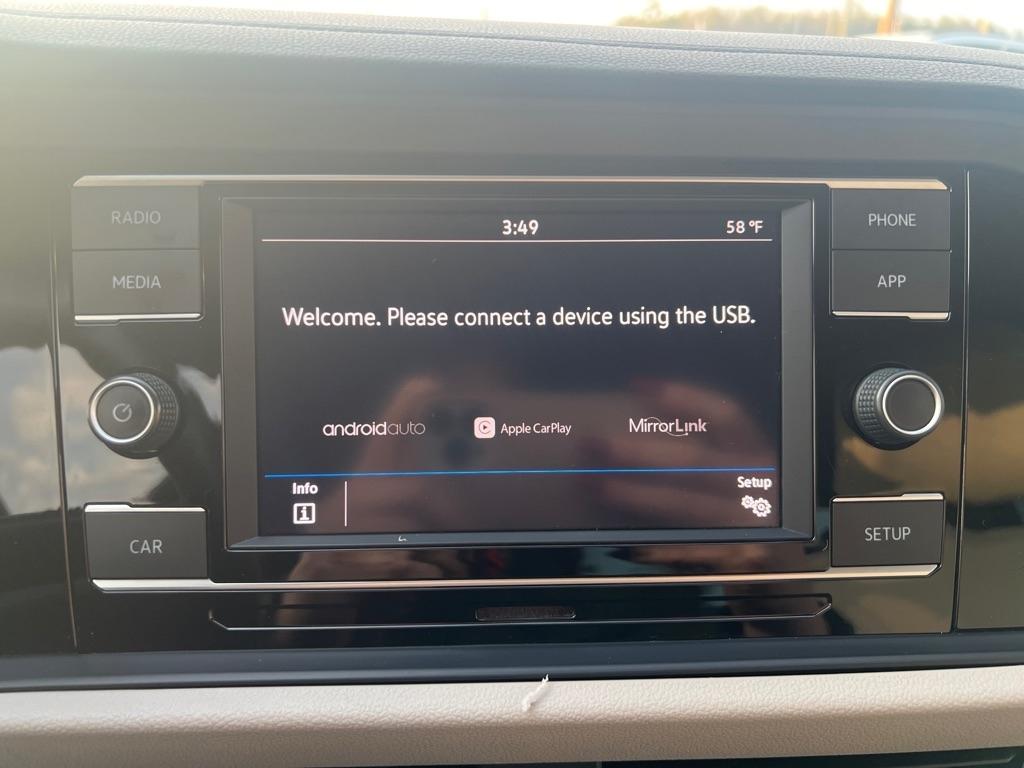 RADIO
MEDIA
CAR
3:49
58 °F
Welcome. Please connect a device using the USB.
androidauto
Apple CarPlay
MirrorLink
Info
Setup
PHONE
APP
SETUP